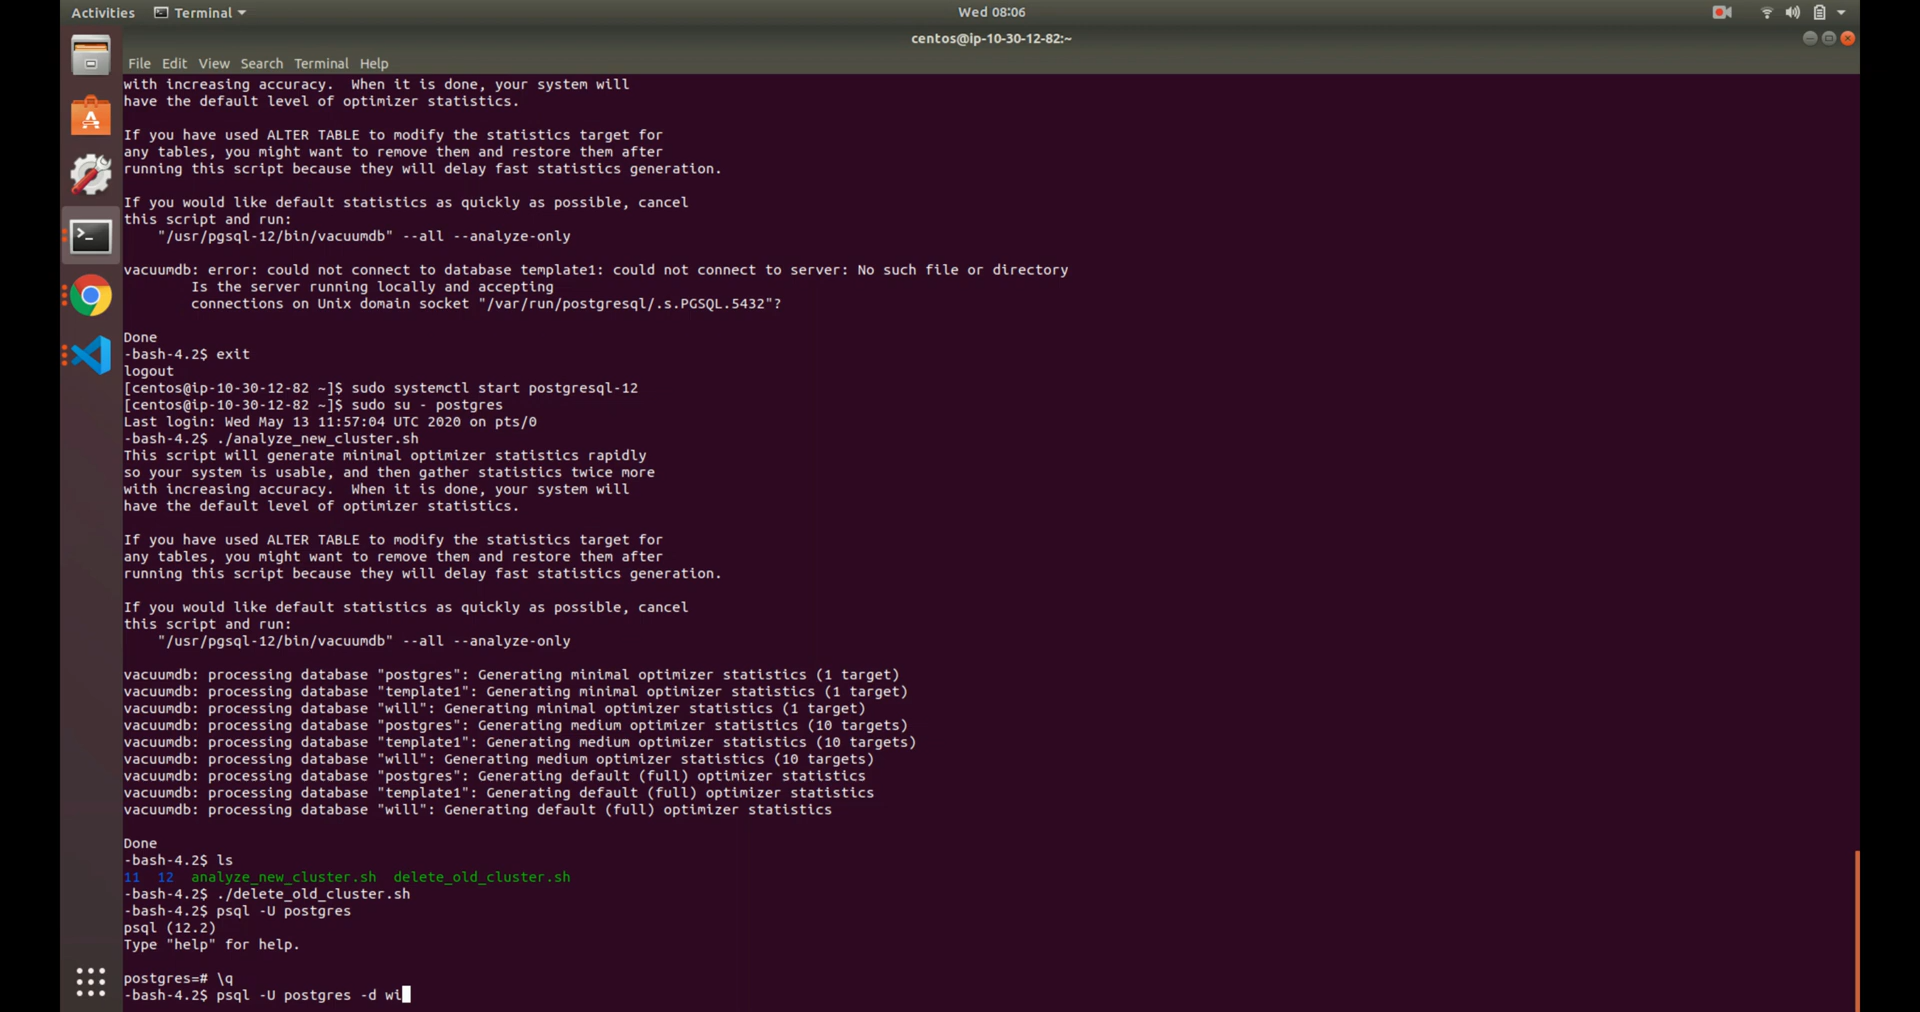 Activities Terminal Wed 08:06
centos@ip-10-30-12-82:~
File Edit View Search Terminal Help
with increasing accuracy.  When it is done, your system will
have the default level of optimizer statistics.
If you have used ALTER TABLE to modify the statistics target for
any tables, you might want to remove them and restore them after
running this script because they will delay fast statistics generation.
If you would like default statistics as quickly as possible, cancel
this script and run:
"/usr/pgsql-12/bin/vacuumdb" --all --analyze-only
vacuumdb: error: could not connect to database template1: could not connect to server: No such file or directory
Is the server running locally and accepting
connections on Unix domain socket "/var/run/postgresql/.s.PGSQL.5432"?
Done
-bash-4.2$ exit
logout
[centos@ip-10-30-12-82 ~]$ sudo systemctl start postgresql-12
[centos@ip-10-30-12-82 ~]$ sudo su - postgres
Last login: Wed May 13 11:57:04 UTC 2020 on pts/0
-bash-4.2$ ./analyze_new_cluster.sh
This script will generate minimal optimizer statistics rapidly
so your system is usable, and then gather statistics twice more
with increasing accuracy.  When it is done, your system will
have the default level of optimizer statistics.
If you have used ALTER TABLE to modify the statistics target for
any tables, you might want to remove them and restore them after
running this script because they will delay fast statistics generation.
If you would like default statistics as quickly as possible, cancel
this script and run:
"/usr/pgsql-12/bin/vacuumdb" --all --analyze-only
vacuumdb: processing database "postgres": Generating minimal optimizer statistics (1 target)
vacuumdb: processing database "template1": Generating minimal optimizer statistics (1 target)
vacuumdb: processing database "will": Generating minimal optimizer statistics (1 target)
vacuumdb: processing database "postgres": Generating medium optimizer statistics (10 targets)
vacuumdb: processing database "template1": Generating medium optimizer statistics (10 targets)
vacuumdb: processing database "will": Generating medium optimizer statistics (10 targets)
vacuumdb: processing database "postgres": Generating default (full) optimizer statistics
vacuumdb: processing database "template1": Generating default (full) optimizer statistics
vacuumdb: processing database "will": Generating default (full) optimizer statistics
Done
-bash-4.2$ ls
11  12  analyze_new_cluster.sh  delete_old_cluster.sh
-bash-4.2$ ./delete_old_cluster.sh
-bash-4.2$ psql -U postgres
psql (12.2)
Type "help" for help.
postgres=# \q
-bash-4.2$ psql -U postgres -d wi